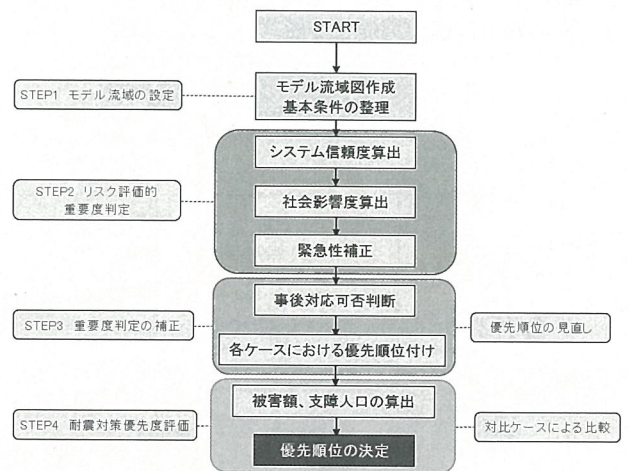 START
STEP1 モデル流域の設定
モデル流域図作成
基本条件の整理
システム信頼度算出
STEP2 リスク評価的
重要度判定
社会影響度算出
緊急性補正
事後対応可否判断
STEP3 重要度判定の補正
優先順位の見直し
各ケースにおける優先順位付け
被害額、支障人口の算出
STEP4 耐震対策優先度評価
対比ケースによる比較
優先順位の決定